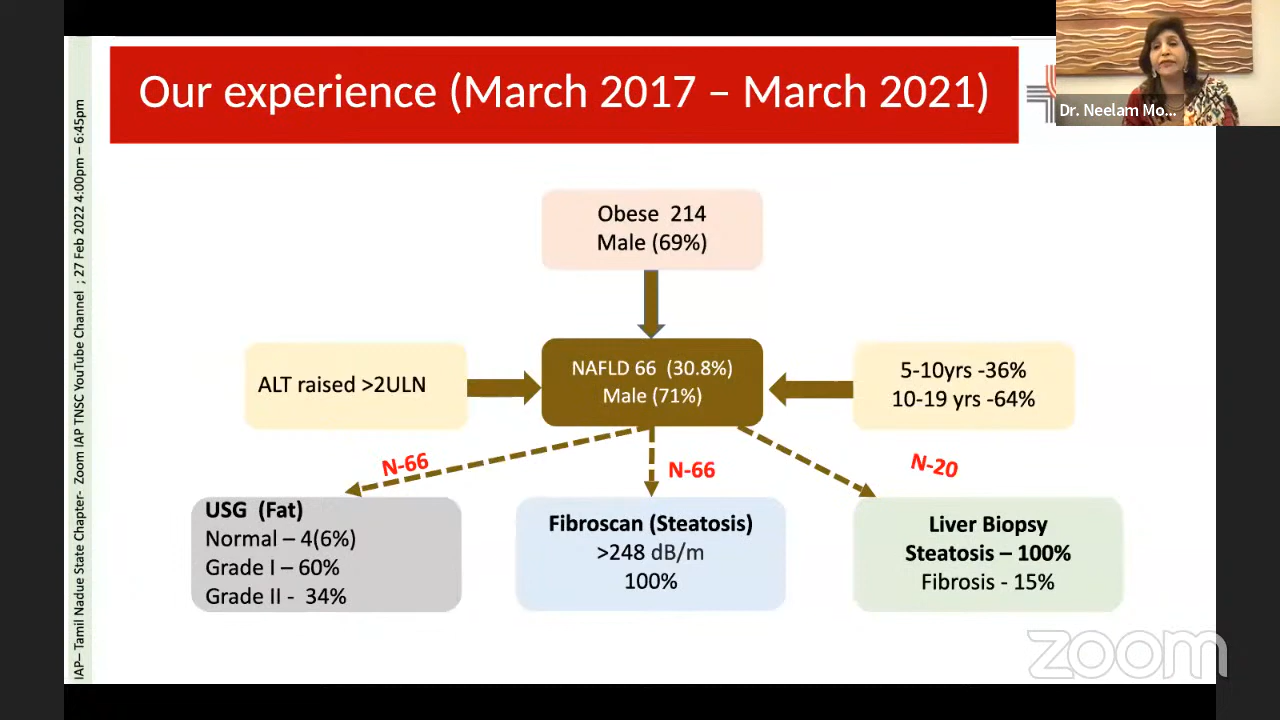 Our experience (March 2017 – March 2021)
Dr. Neelam Mo...
IAP– Tamil Nadue State Chapter- Zoom IAP TNSC YouTube Channel ; 27 Feb 2022 4:00pm – 6:45pm
Obese 214
Male (69%)
ALT raised >2ULN
NAFLD 66 (30.8%)
Male (71%)
5-10yrs -36%
10-19 yrs -64%
N-66
N-66
N-20
USG (Fat)
Normal – 4(6%)
Grade I – 60%
Grade II - 34%
Fibroscan (Steatosis)
>248 dB/m
100%
Liver Biopsy
Steatosis – 100%
Fibrosis - 15%
zoom